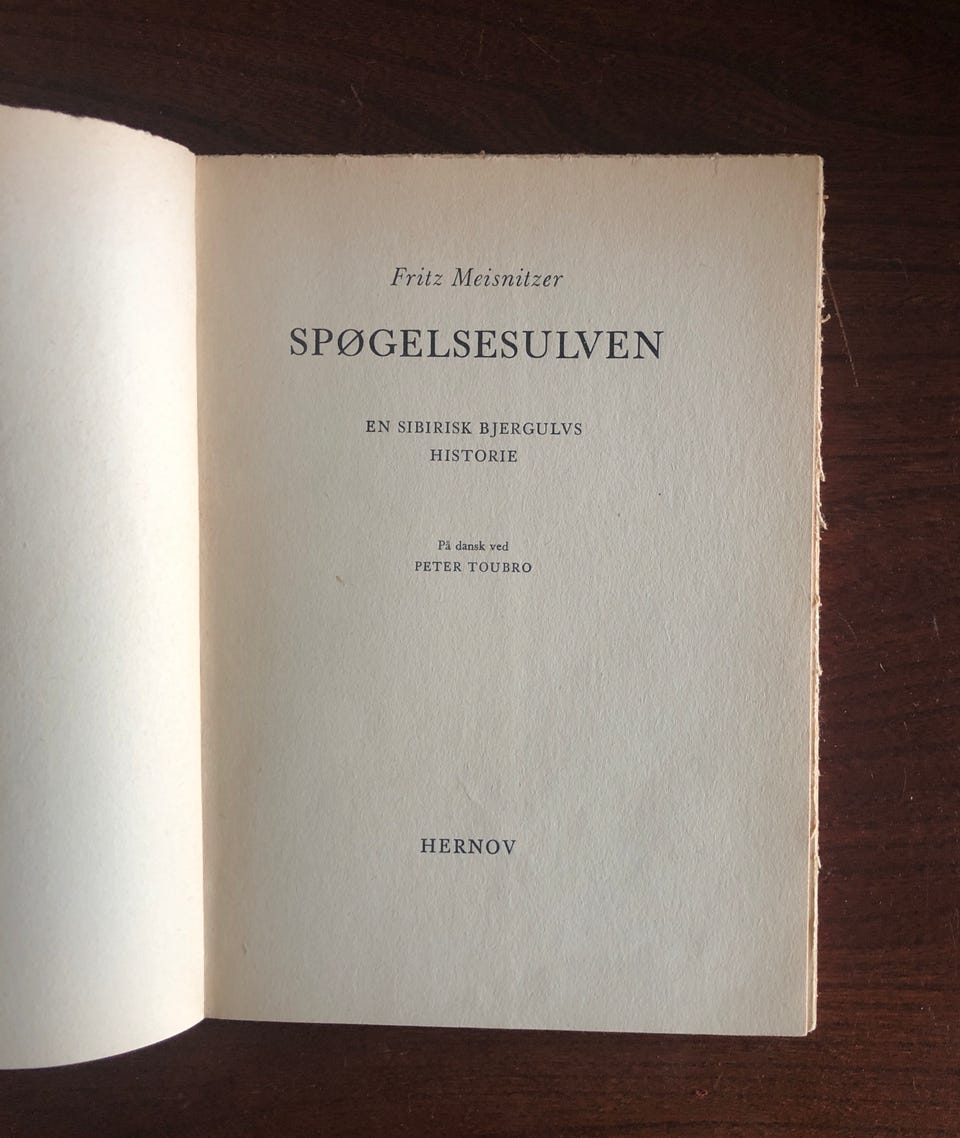 Fritz Meisnitzer
SPØGELSESULVEN
EN SIBIRISK BJERGULVS
HISTORIE
På dansk ved
PETER TOUBRO
HERNOV